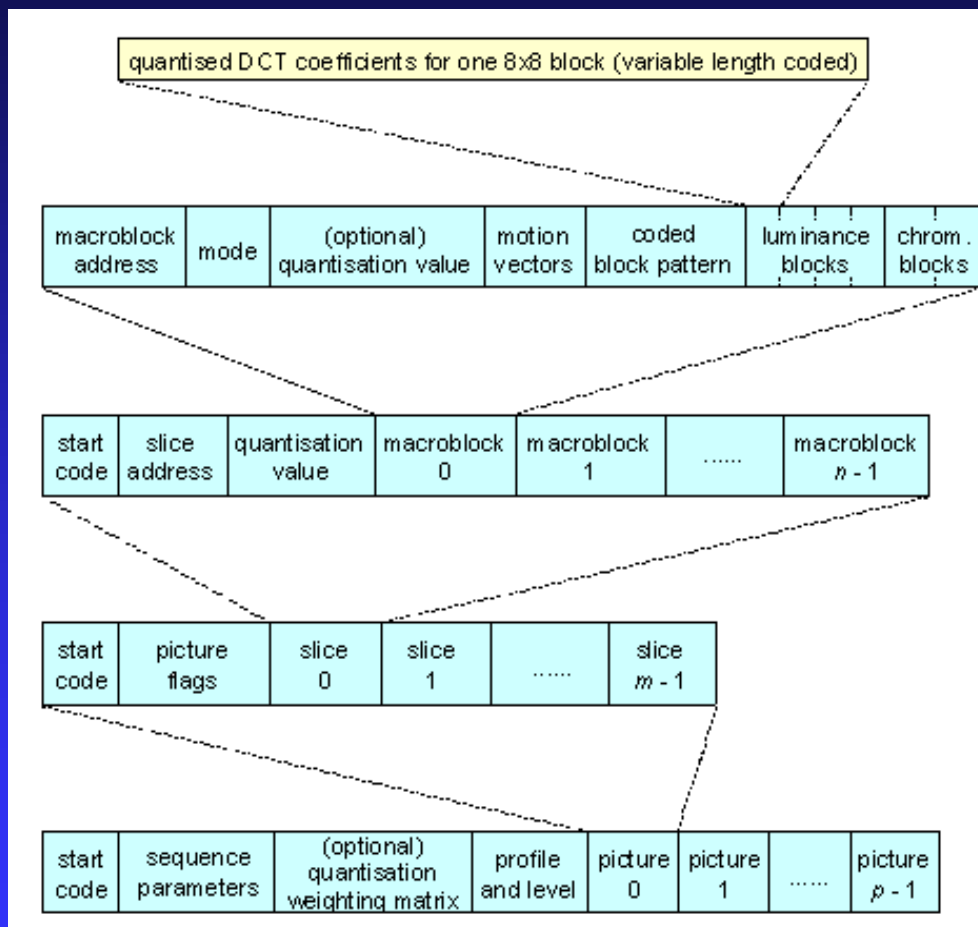 quantised DCT coefficients for one 8x8 block (variable length coded)
macroblock address
mode
(optional) quantisation value
motion vectors
coded block pattern
luminance blocks
chrom. blocks
start code
slice address
quantisation value
macroblock 0
macroblock 1
......
macroblock n - 1
start code
picture flags
slice 0
slice 1
......
slice m - 1
start code
sequence parameters
(optional) quantisation weighting matrix
profile and level
picture 0
picture 1
......
picture p - 1